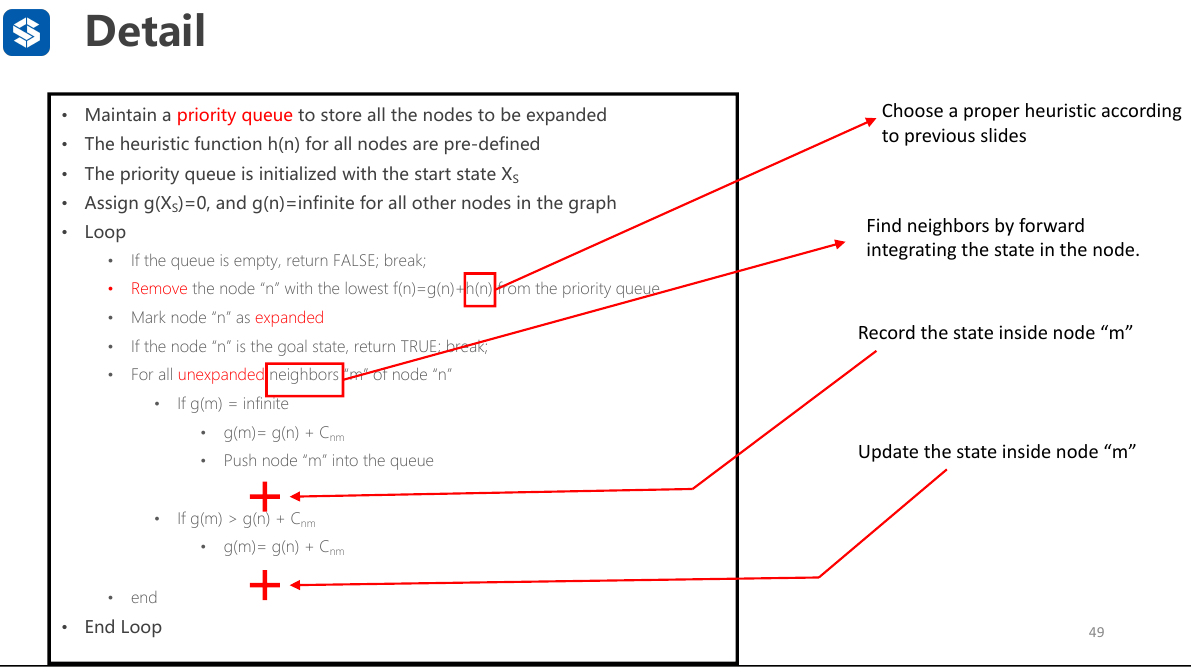 Detail
• Maintain a priority queue to store all the nodes to be expanded
• The heuristic function h(n) for all nodes are pre-defined
• The priority queue is initialized with the start state X_S
• Assign g(X_S)=0, and g(n)=infinite for all other nodes in the graph
• Loop
• If the queue is empty, return FALSE; break;
• Remove the node “n” with the lowest f(n)=g(n)+h(n) from the priority queue
• Mark node “n” as expanded
• If the node “n” is the goal state, return TRUE; break;
• For all unexpanded neighbors “m” of node “n”
• If g(m) = infinite
• g(m)= g(n) + C_nm
• Push node “m” into the queue
+
• If g(m) > g(n) + C_nm
• g(m)= g(n) + C_nm
+
• end
• End Loop
Choose a proper heuristic according
to previous slides
Find neighbors by forward
integrating the state in the node.
Record the state inside node “m”
Update the state inside node “m”
49